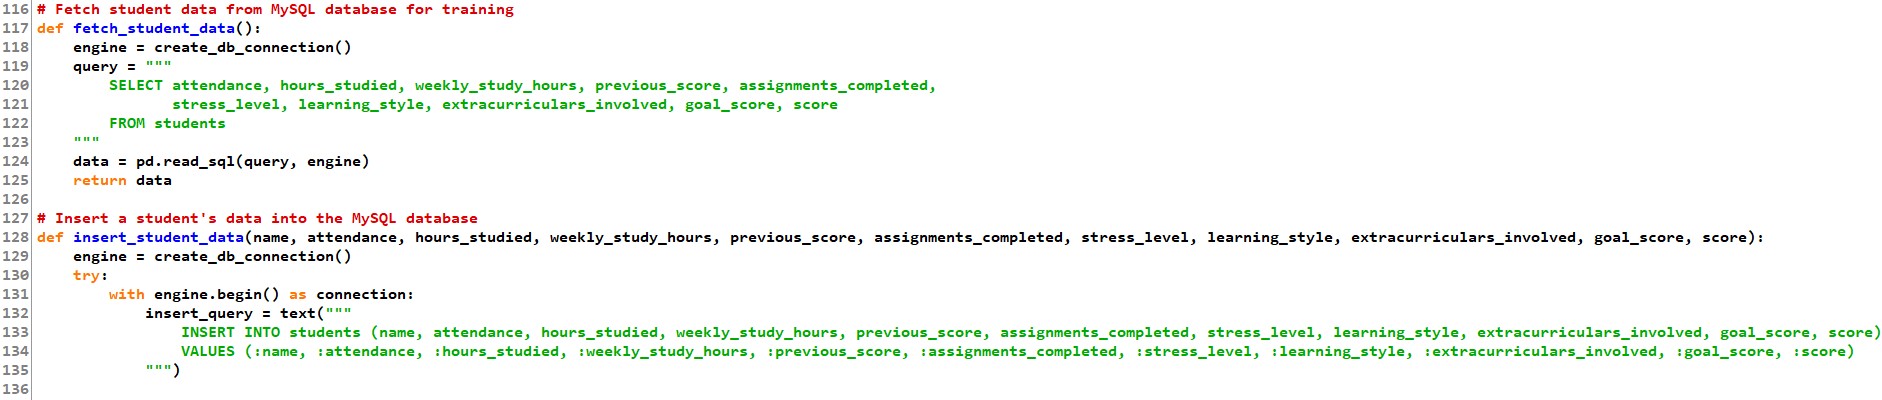 116 # Fetch student data from MySQL database for training
117 def fetch_student_data():
118     engine = create_db_connection()
119     query = """
120         SELECT attendance, hours_studied, weekly_study_hours, previous_score, assignments_completed,
121                stress_level, learning_style, extracurriculars_involved, goal_score, score
122         FROM students
123     """
124     data = pd.read_sql(query, engine)
125     return data
126
127 # Insert a student's data into the MySQL database
128 def insert_student_data(name, attendance, hours_studied, weekly_study_hours, previous_score, assignments_completed, stress_level, learning_style, extracurriculars_involved, goal_score, score):
129     engine = create_db_connection()
130     try:
131         with engine.begin() as connection:
132             insert_query = text("""
133                 INSERT INTO students (name, attendance, hours_studied, weekly_study_hours, previous_score, assignments_completed, stress_level, learning_style, extracurriculars_involved, goal_score, score)
134                 VALUES (:name, :attendance, :hours_studied, :weekly_study_hours, :previous_score, :assignments_completed, :stress_level, :learning_style, :extracurriculars_involved, :goal_score, :score)
135             """)
136